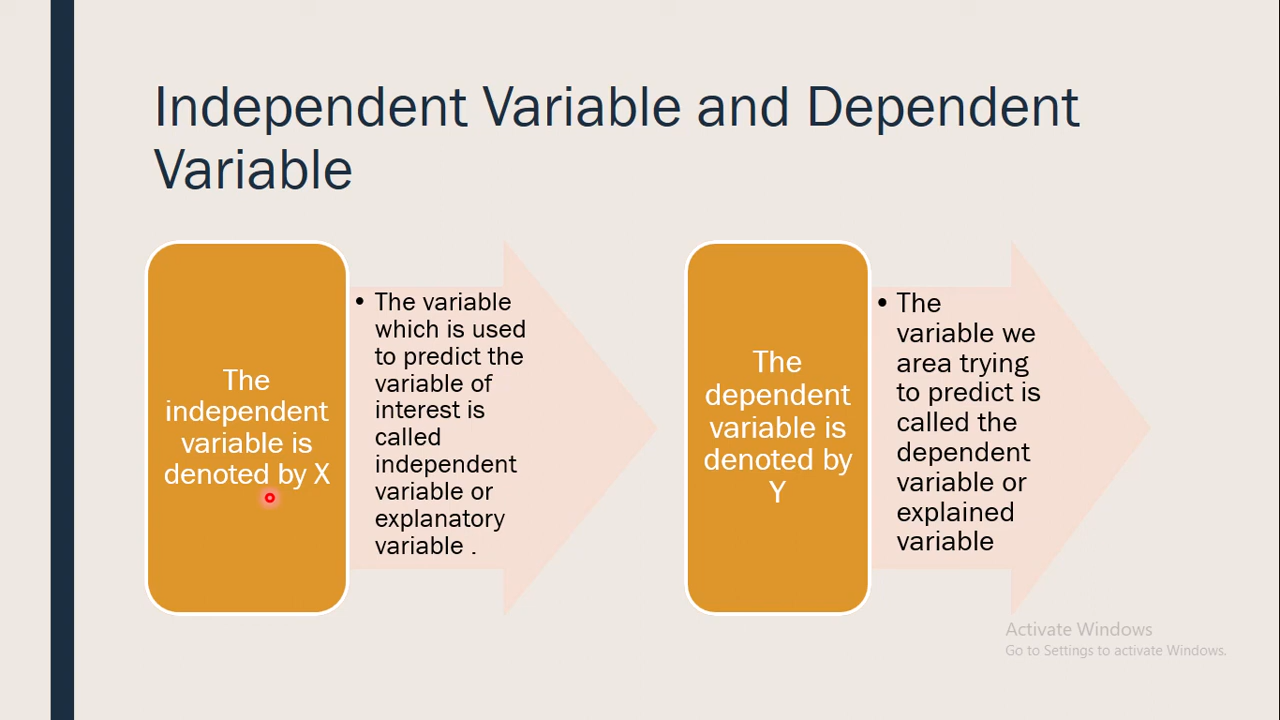 Independent Variable and Dependent
Variable
The
independent
variable is
denoted by X
• The variable
which is used
to predict the
variable of
interest is
called
independent
variable or
explanatory
variable .
The
dependent
variable is
denoted by
Y
• The
variable we
area trying
to predict is
called the
dependent
variable or
explained
variable
Activate Windows
Go to Settings to activate Windows.